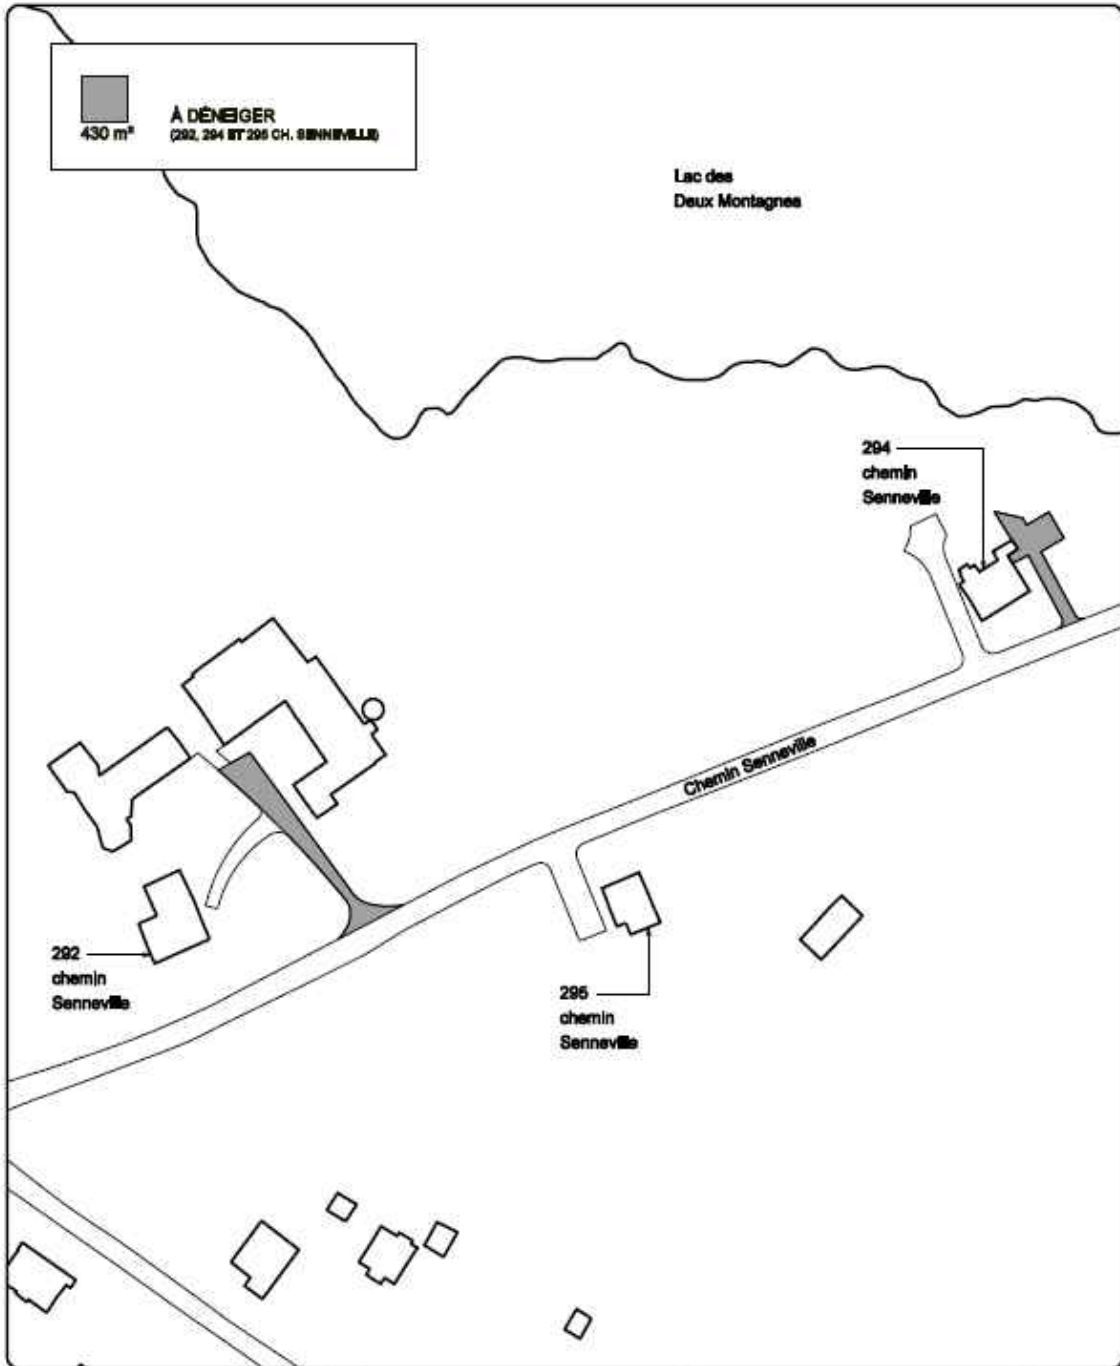 À DÉNEIGER
430 m²
(292, 294 ET 295 CH. SENNEVILLE)
Lac des
Deux Montagnes
294
chemin
Senneville
Chemin Senneville
292
chemin
Senneville
295
chemin
Senneville